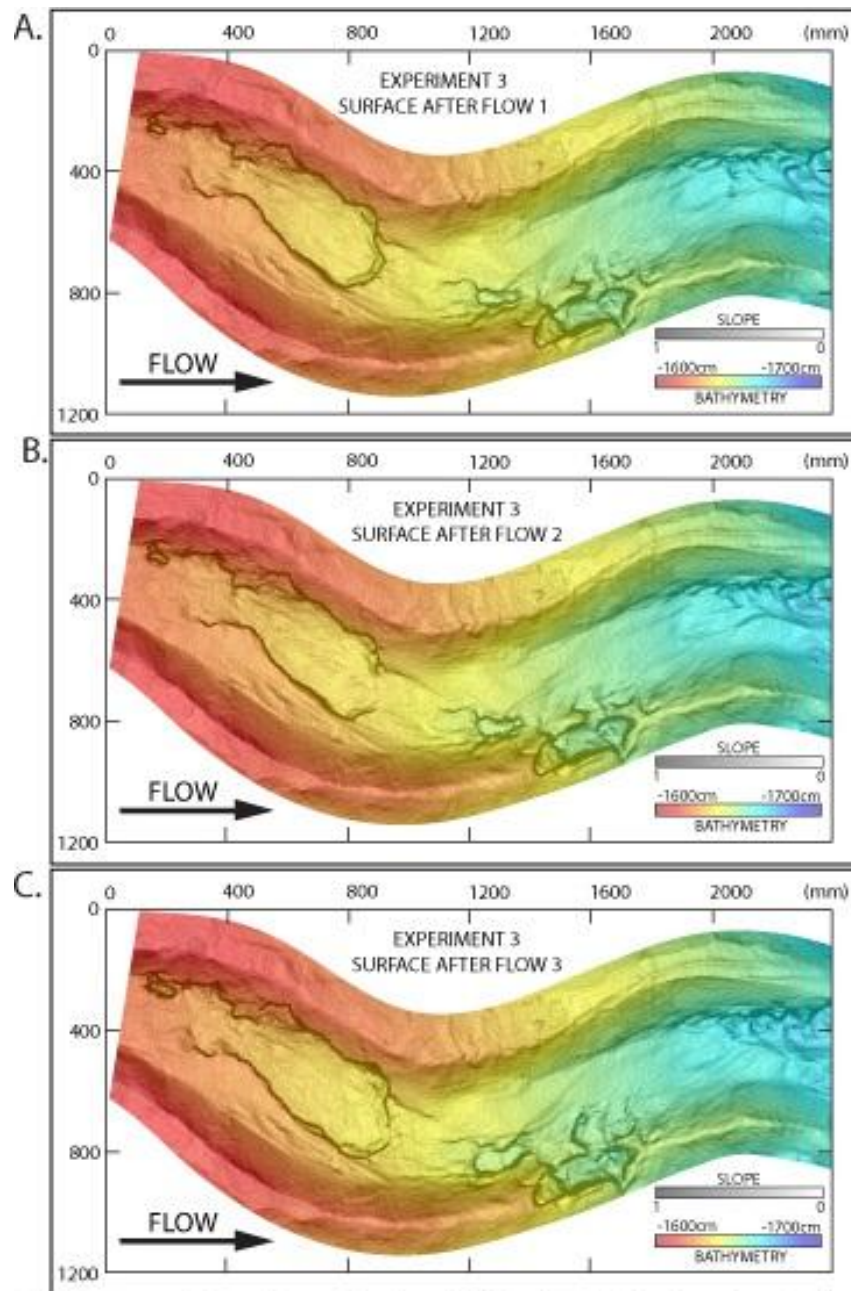 A.
0 400 800 1200 1600 2000 (mm)
0
EXPERIMENT 3
SURFACE AFTER FLOW 1
400
800
SLOPE
1 0
FLOW
-1600cm -1700cm
BATHYMETRY
1200
B.
0 400 800 1200 1600 2000 (mm)
0
EXPERIMENT 3
SURFACE AFTER FLOW 2
400
800
SLOPE
1 0
FLOW
-1600cm -1700cm
BATHYMETRY
1200
C.
0 400 800 1200 1600 2000 (mm)
0
EXPERIMENT 3
SURFACE AFTER FLOW 3
400
800
SLOPE
1 0
FLOW
-1600cm -1700cm
BATHYMETRY
1200